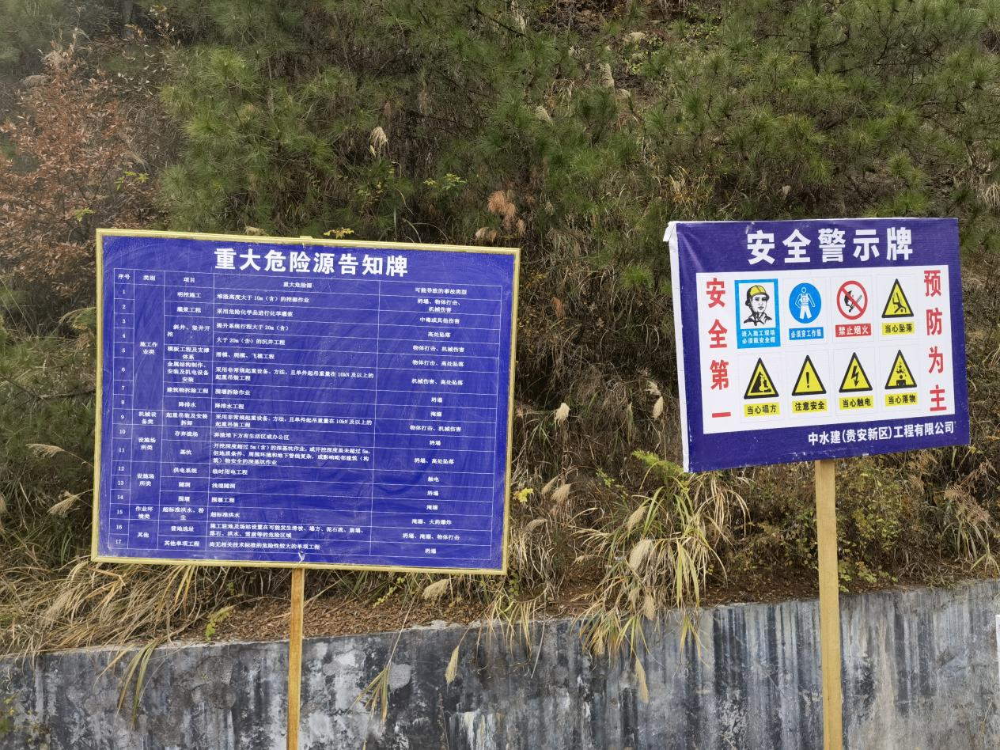 重大危险源告知牌
序号 类别 项目 重大危险源 可能导致的事故类型
1 明挖施工 堆渣高度大于10m（含）的挖掘作业 坍塌、物体打击、
机械伤害
2 灌浆工程 采用危险化学品进行化学灌浆 中毒或其他伤害
3 斜井、竖井开
挖 提升系统行程大于20m（含） 高处坠落
4 大于20m（含）的沉井工程 物体打击、机械伤害
施工作
业类
5 模板工程及支撑
体系 滑模、爬模、飞模工程 物体打击、高处坠落
6 金属结构制作、
安装及机电设备
安装 采用非常规起重设备、方法，且单件起吊重量在10kN及以上的
起重吊装工程 机械伤害、高处坠落
7 建筑物拆除工程 围堰拆除作业 坍塌
8 降排水 降排水工程 淹溺
9 机械设
备类 起重吊装及安装
拆卸 采用非常规起重设备、方法，且单件起吊重量在10kN及以上的
起重吊装工程 物体打击、机械伤害
10 设施场
所类 存弃渣场 弃渣堆下方有生活区或办公区 坍塌
11 基坑 开挖深度超过5m（含）的深基坑作业，或开挖深度虽未超过5m，
但地质条件、周围环境和地下管线复杂，或影响毗邻建筑（构
筑）物安全的深基坑作业 坍塌、高处坠落
12 设施场
所类 供电系统 临时用电工程 触电
13 隧洞 浅埋隧洞 坍塌
14 围堰 围堰工程 淹溺
15 作业环
境类 超标准洪水、粉
尘 超标准洪水 淹溺、火药爆炸
16 其他 营地选址 施工驻地及场站设置在可能发生滑坡、塌方、泥石流、崩塌、
落石、洪水、雪崩等的危险区域 坍塌、淹溺、物体打击
17 其他单项工程 尚无相关技术标准的危险性较大的单项工程 坍塌
安全警示牌
安全第一
进入施工现场
必须戴安全帽
必须穿工作服
禁止烟火
当心坠落
当心塌方
注意安全
当心触电
当心落物
预防为主
中水建(贵安新区)工程有限公司